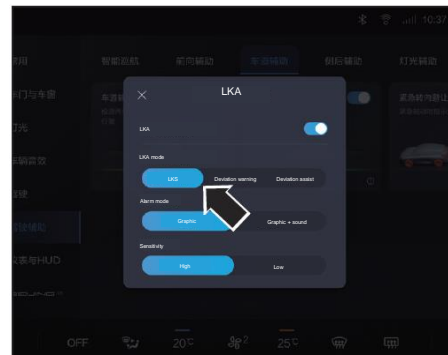 10:37
智能巡航 前向辅助 车道辅助 侧后辅助 灯光辅助
车门与车窗
灯光
车辆音效
驾驶辅助
仪表与HUD
LKA
LKA
LKA mode
LKS Deviation warning Deviation assist
Alarm mode
Graphic Graphic + sound
Sensitivity
High Low
OFF 20℃ 2 25℃